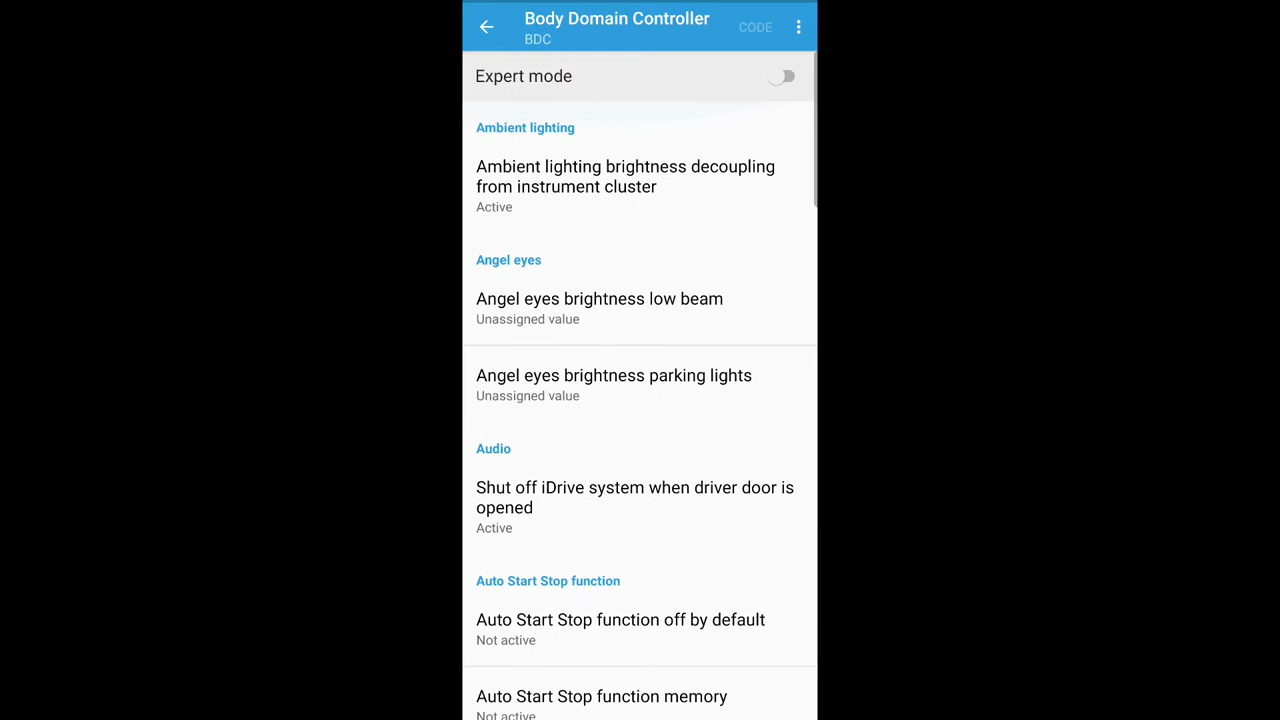 Body Domain Controller
BDC
CODE
Expert mode
Ambient lighting
Ambient lighting brightness decoupling
from instrument cluster
Active
Angel eyes
Angel eyes brightness low beam
Unassigned value
Angel eyes brightness parking lights
Unassigned value
Audio
Shut off iDrive system when driver door is
opened
Active
Auto Start Stop function
Auto Start Stop function off by default
Not active
Auto Start Stop function memory
Not active